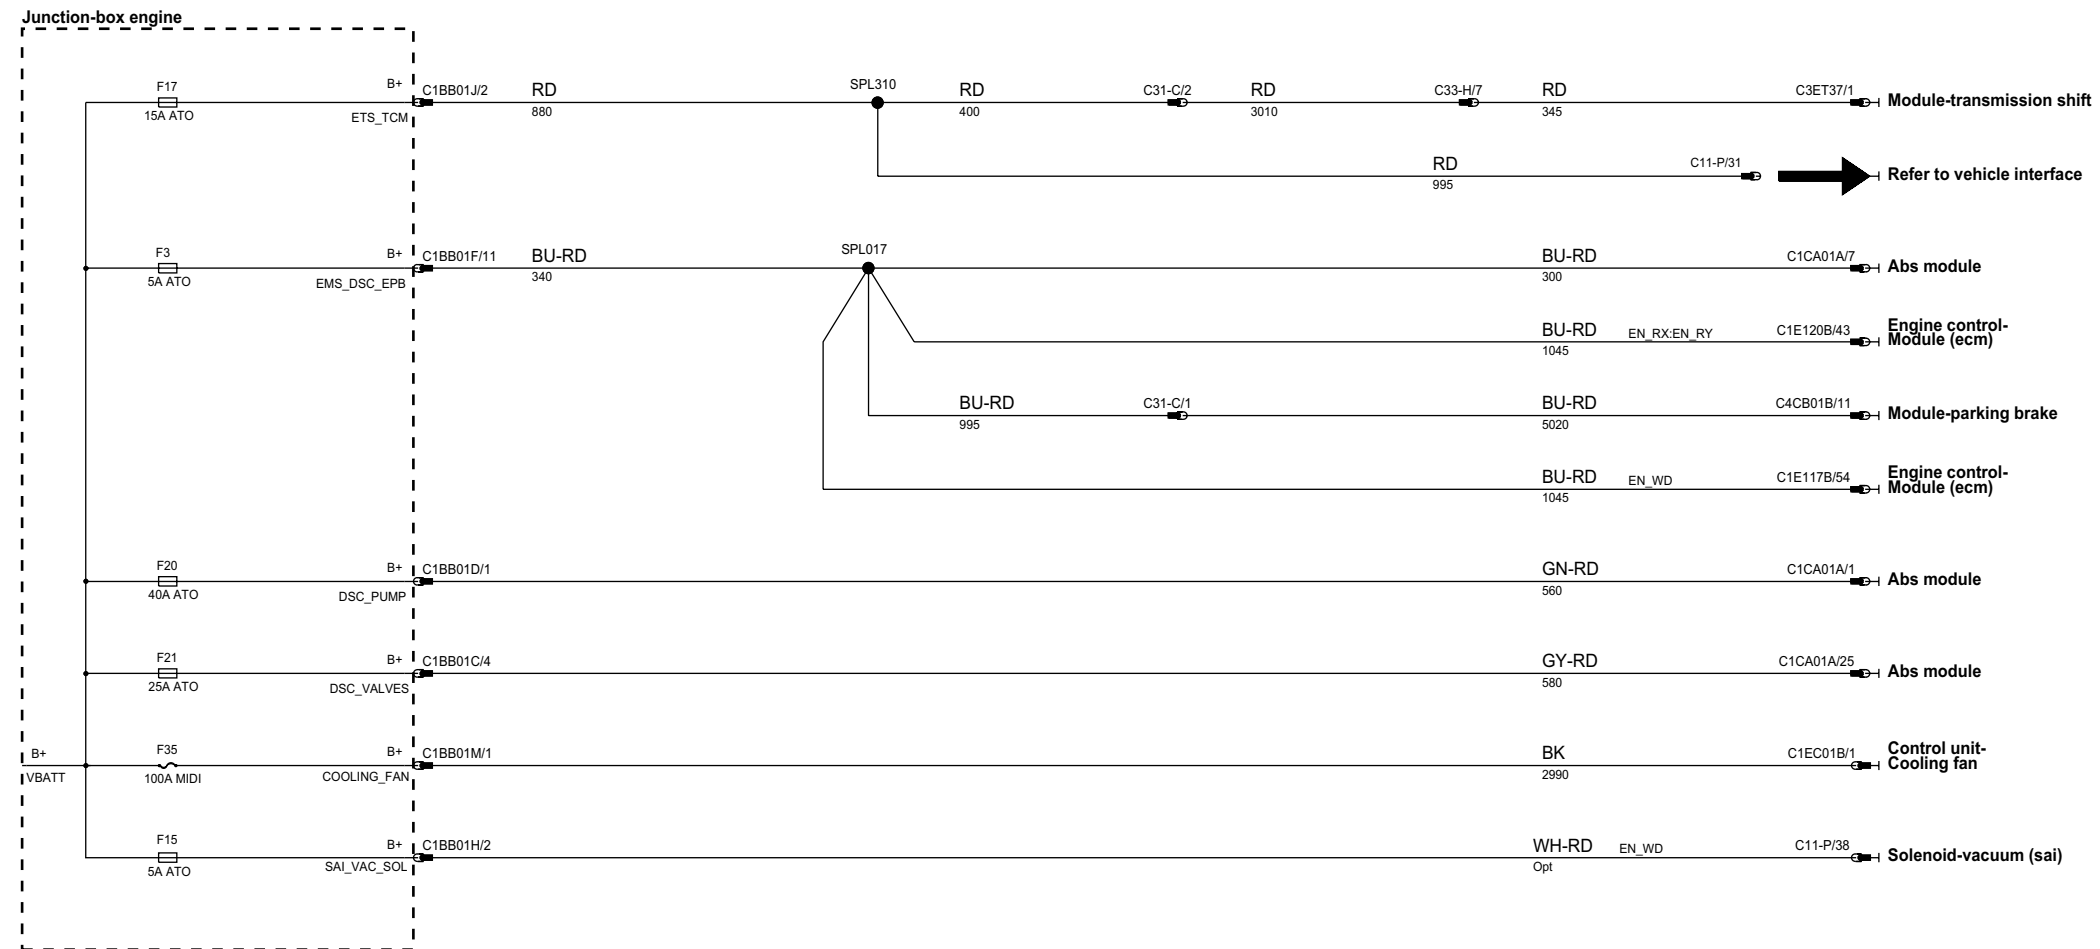 Junction-box engine
F17
15A ATO
B+
ETS_TCM
C1BB01J/2
RD
880
SPL310
RD
400
C31-C/2
RD
3010
C33-H/7
RD
345
C3ET37/1
Module-transmission shift
RD
995
C11-P/31
Refer to vehicle interface
F3
5A ATO
B+
EMS_DSC_EPB
C1BB01F/11
BU-RD
340
SPL017
BU-RD
300
C1CA01A/7
Abs module
BU-RD
1045
EN_RX:EN_RY
C1E120B/43
Engine control-
Module (ecm)
BU-RD
995
C31-C/1
BU-RD
5020
C4CB01B/11
Module-parking brake
BU-RD
1045
EN_WD
C1E117B/54
Engine control-
Module (ecm)
F20
40A ATO
B+
DSC_PUMP
C1BB01D/1
GN-RD
560
C1CA01A/1
Abs module
F21
25A ATO
B+
DSC_VALVES
C1BB01C/4
GY-RD
580
C1CA01A/25
Abs module
B+
VBATT
F35
100A MIDI
B+
COOLING_FAN
C1BB01M/1
BK
2990
C1EC01B/1
Control unit-
Cooling fan
F15
5A ATO
B+
SAI_VAC_SOL
C1BB01H/2
WH-RD
Opt
EN_WD
C11-P/38
Solenoid-vacuum (sai)